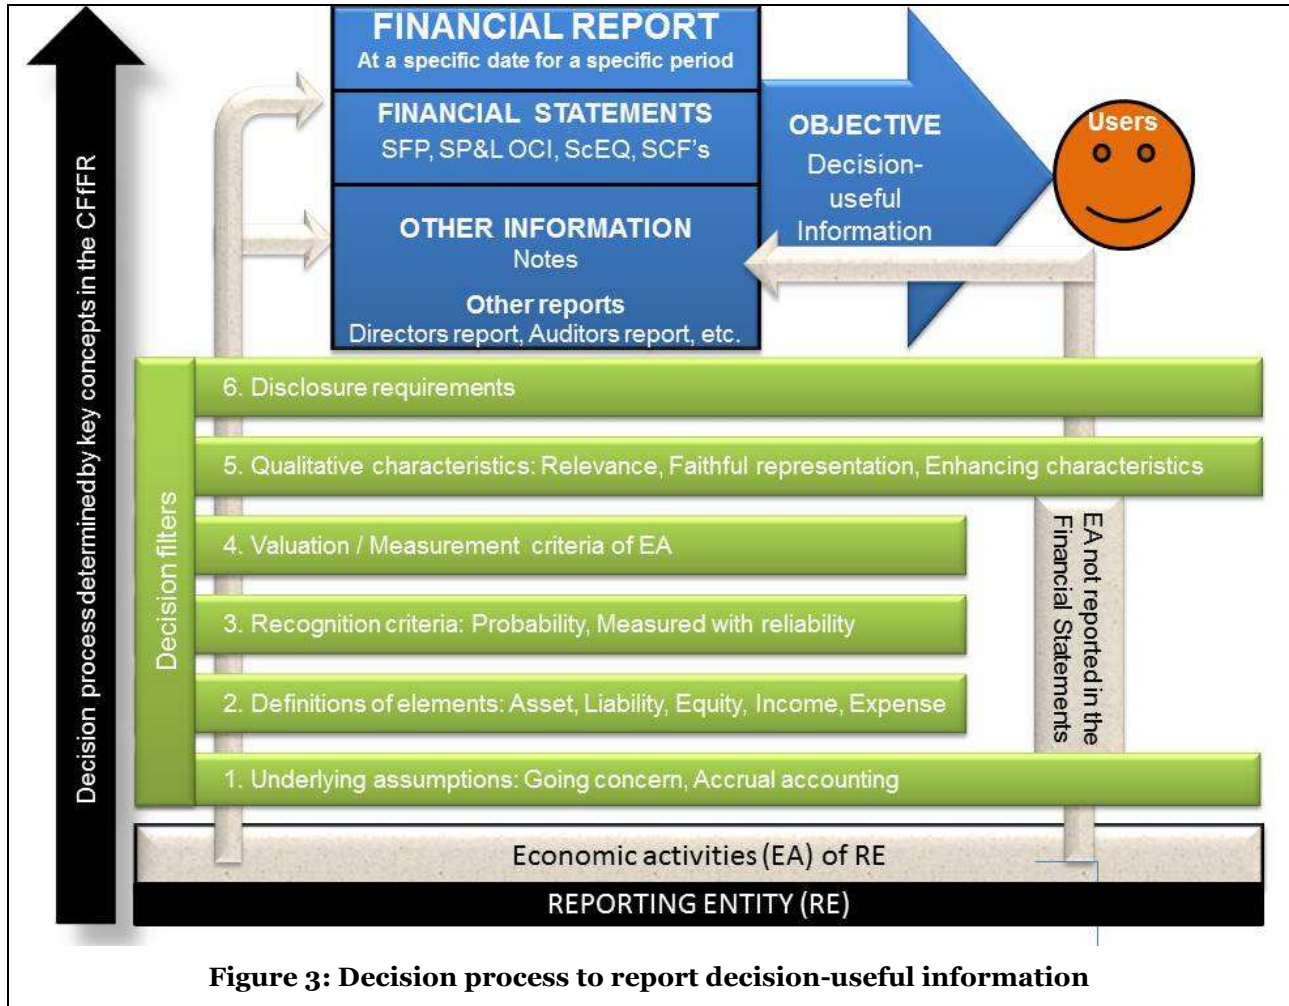 FINANCIAL REPORT
At a specific date for a specific period
FINANCIAL STATEMENTS
SFP, SP&L OCI, ScEQ, SCF's
OTHER INFORMATION
Notes
Other reports
Directors report, Auditors report, etc.
OBJECTIVE
Decision-
useful
Information
Users
Decision process determined by key concepts in the CFfFR
Decision filters
6. Disclosure requirements
5. Qualitative characteristics: Relevance, Faithful representation, Enhancing characteristics
4. Valuation / Measurement criteria of EA
3. Recognition criteria: Probability, Measured with reliability
2. Definitions of elements: Asset, Liability, Equity, Income, Expense
1. Underlying assumptions: Going concern, Accrual accounting
EA not reported in the
Financial Statements
Economic activities (EA) of RE
REPORTING ENTITY (RE)
Figure 3: Decision process to report decision-useful information